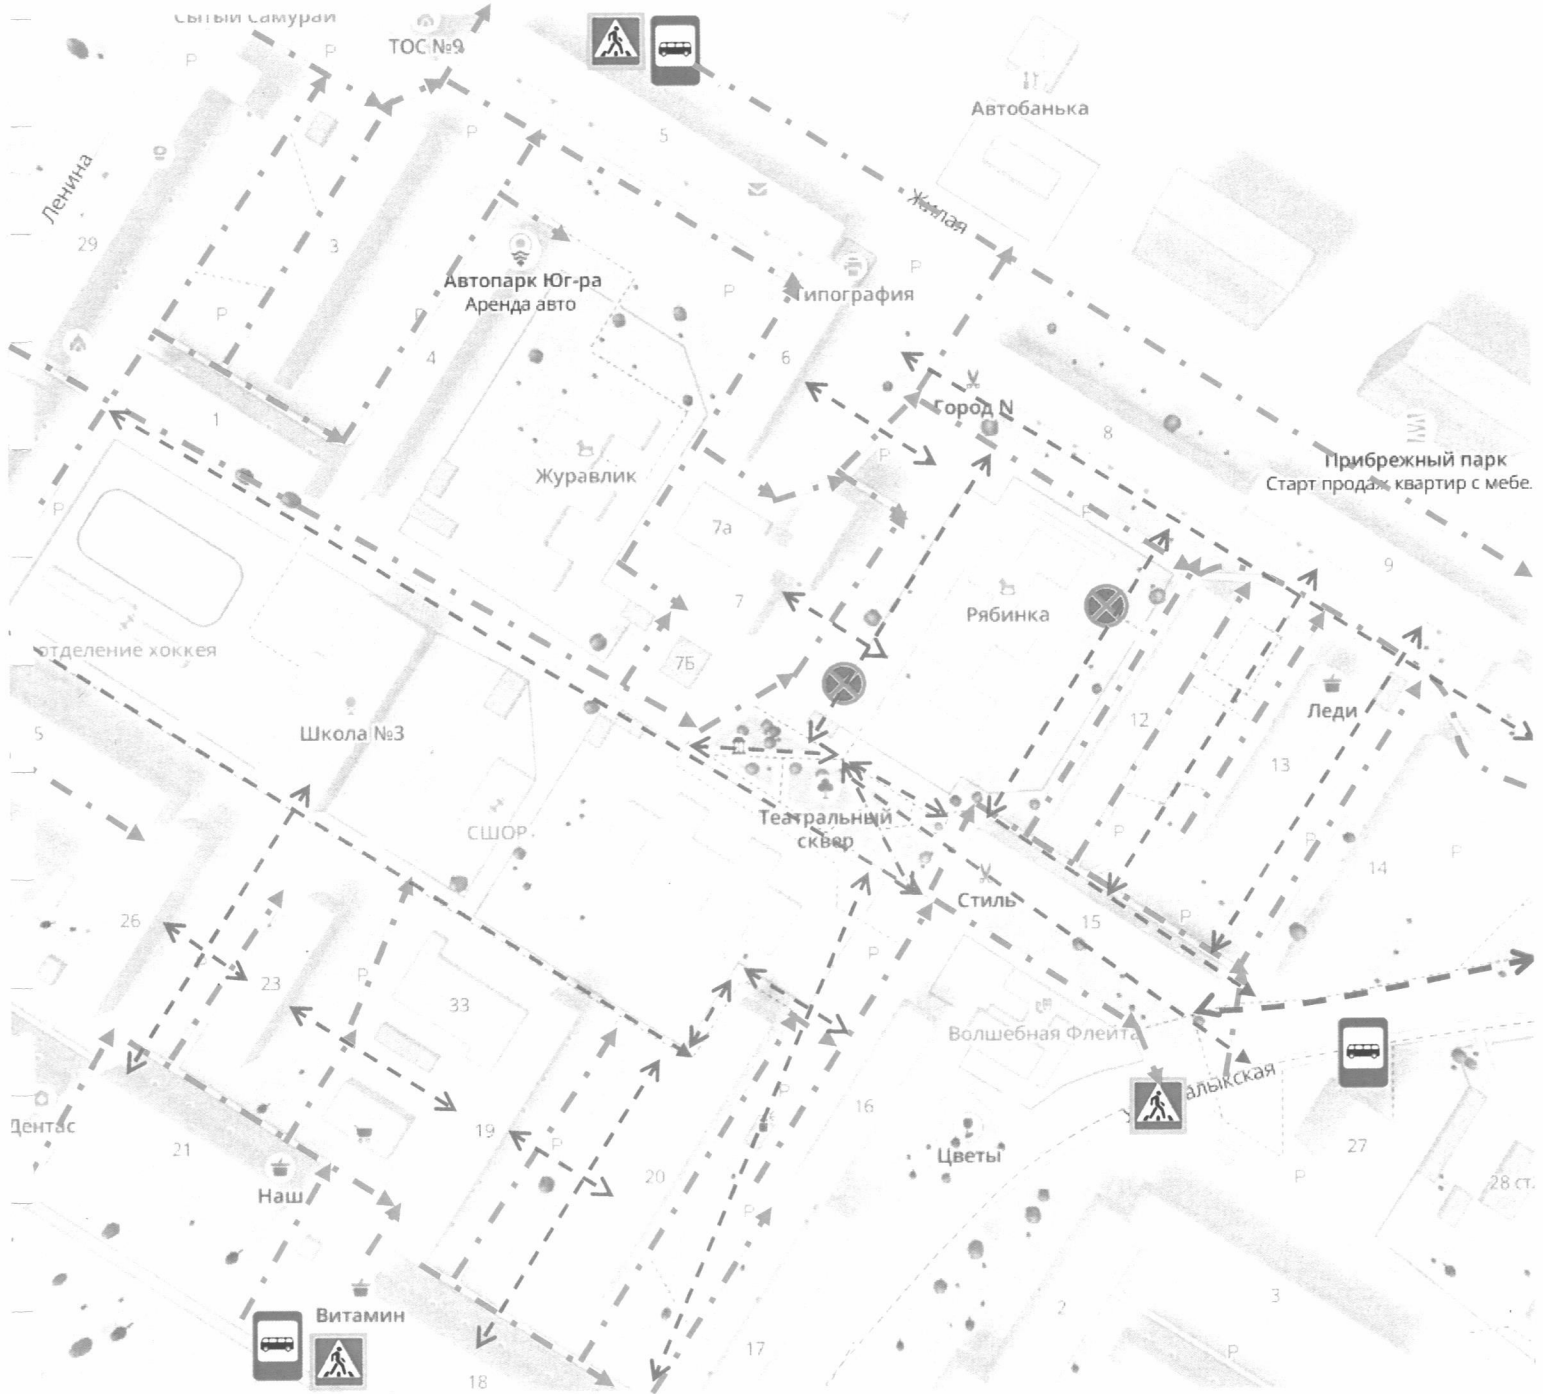 Сытый Самурай
ТОС №9
P
P
P
5
Автобанька
Ленина
29
3
Жилая
Автопарк Юг-ра
Аренда авто
P
P
P
P
Типография
4
6
1
Город N
8
Журавлик
P
Прибрежный парк
Старт продаж квартир с мебе.
P
7а
P
9
7
Рябинка
отделение хоккея
7Б
5
Школа №3
12
Леди
13
СШОР
Театральный
сквер
P
P
14
P
Стиль
15
P
26
P
23
P
33
P
Волшебная Флейта
16
P
алыкская
Дентас
21
19
P
20
Цветы
27
P
28 ст.
Наш
P
Витамин
2
3
17
P
18